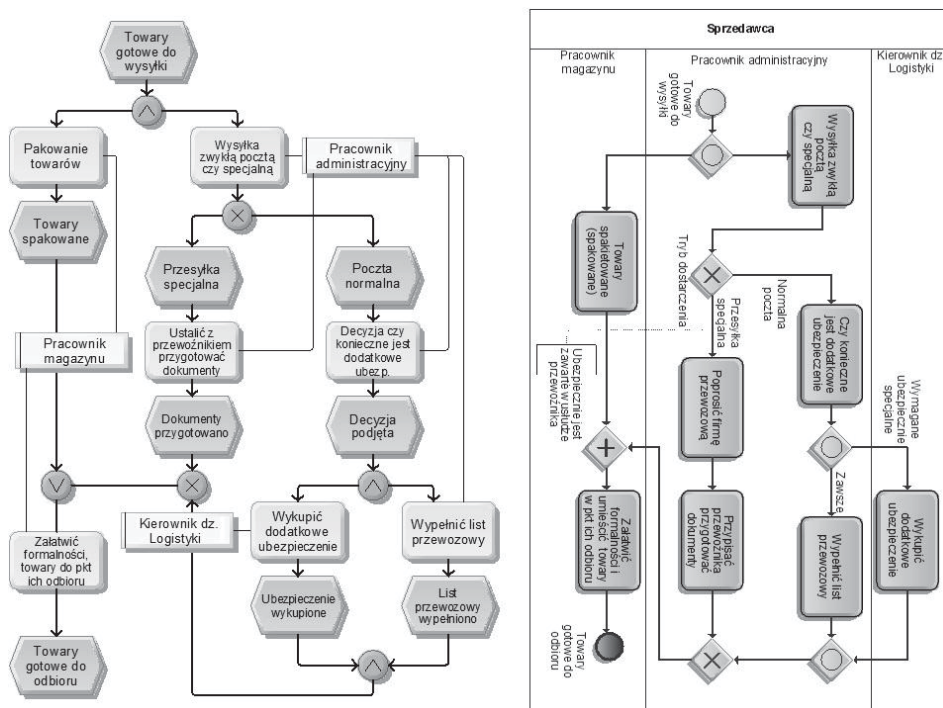 Towary
gotowe do
wysyłki
Pakowanie
towarów
Wysyłka
zwykłą pocztą
czy specjalną
Pracownik
administracyjny
Towary
spakowane
Przesyłka
specjalna
Poczta
normalna
Ustalić z
przewoźnikiem
przygotować
dokumenty
Decyzja czy
konieczne jest
dodatkowe
ubezp.
Pracownik
magazynu
Dokumenty
przygotowano
Decyzja
podjęta
Kierownik dz.
Logistyki
Wykupić
dodatkowe
ubezpieczenie
Wypełnić list
przewozowy
Załatwić
formalności,
towary do pkt
ich odbioru
Ubezpieczenie
wykupione
List
przewozowy
wypełniono
Towary
gotowe do
odbioru
Sprzedawca
Pracownik
magazynu
Pracownik administracyjny
Kierownik dz.
Logistyki
Towary
gotowe do
wysyłki
Wysyłka zwykłą
pocztą
czy specjalną
Towary
spakietowane
(spakowane)
Tryb dostarczenia
Przesyłka
specjalna
Normalna
poczta
Czy konieczne
jest dodatkowe
ubezpieczenie
Ubezpiecznie jest
zawarte w usłudze
przewoźnika
Poprosić firmę
przewozową
Wymagane
ubezpiecznie
specjalne
Zawsze
Załatwić
formalności i
umieścić towary
w pkt ich odbioru
Przypisać
przewoźnika
przygotować
dokumenty
Wypełnić list
przewozowy
Wykupić
dodatkowe
ubezpieczenie
Towary
gotowe do
odbioru